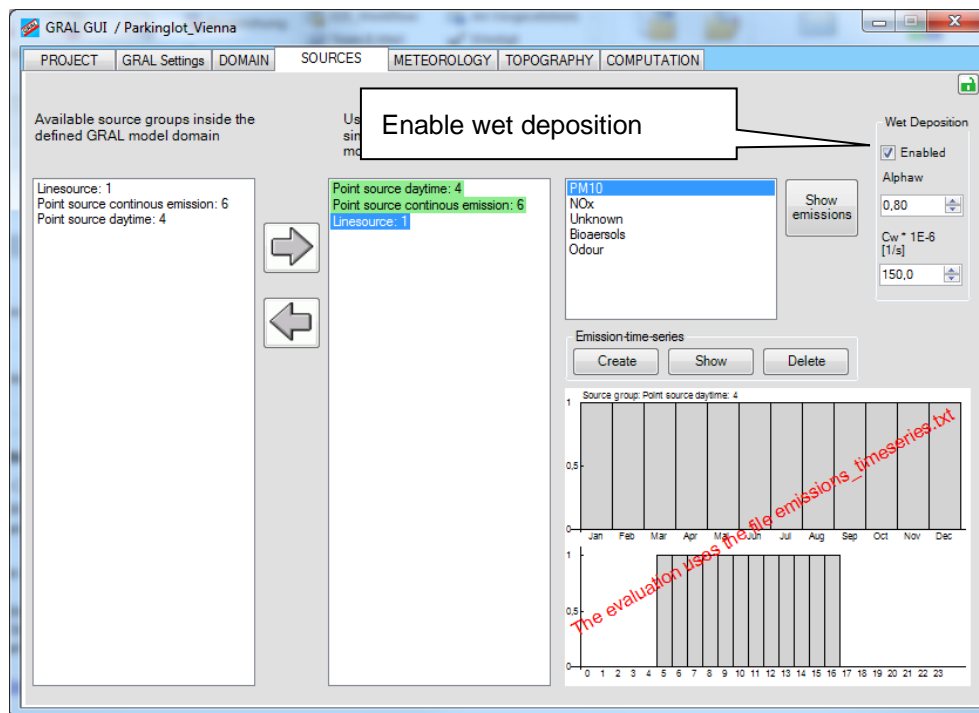 GRAL GUI / Parkinglot_Vienna
PROJECT GRAL Settings DOMAIN SOURCES METEOROLOGY TOPOGRAPHY COMPUTATION
Available source groups inside the
defined GRAL model domain
Enable wet deposition
Wet Deposition
Enabled
Alphaw
0,80
Cw * 1E-6
[1/s]
150,0
Linesource: 1
Point source continous emission: 6
Point source daytime: 4
Point source daytime: 4
Point source continous emission: 6
Linesource: 1
PM10
NOx
Unknown
Bioaersols
Odour
Show
emissions
Emission-time-series
Create Show Delete
Source group: Point source daytime: 4
1
0,5
0
Jan Feb Mar Apr Mai Jun Jul Aug Sep Oct Nov Dec
1
0,5
0
0 1 2 3 4 5 6 7 8 9 10 11 12 13 14 15 16 17 18 19 20 21 22 23
The evaluation uses the file emissions_timeseries.txt